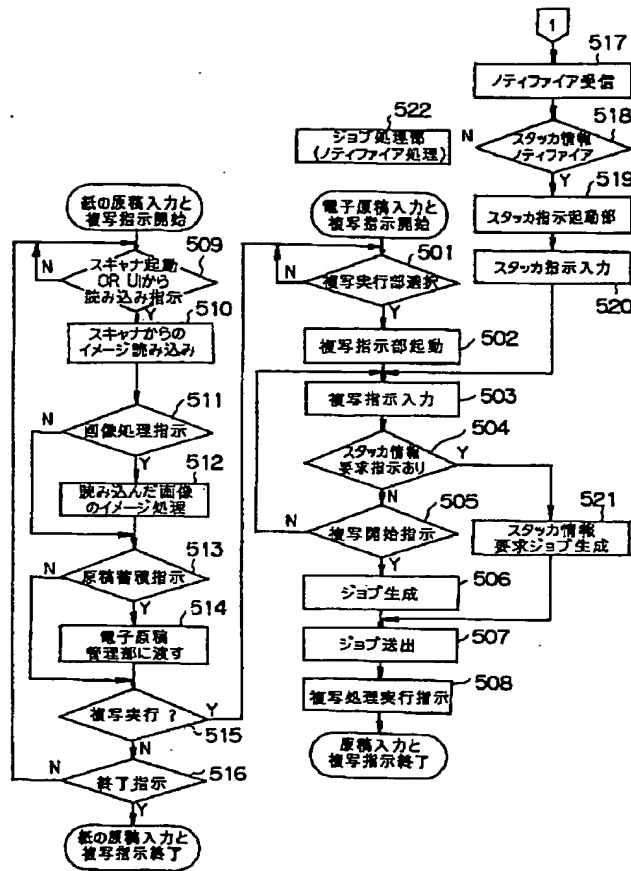 1
517
ノティファイア受信
518
スタッカ情報
ノティファイア
N
Y
522
ジョブ処理部
(ノティファイア処理)
519
スタッカ指示起動部
スタッカ指示入力
520
紙の原稿入力と
複写指示開始
509
スキャナ起動
OR UIから
読み込み指示
N
Y
510
スキャナからの
イメージ読み込み
511
画像処理指示
N
Y
512
読み込んだ画像
のイメージ処理
513
原稿蓄積指示
N
Y
514
電子原稿
管理部に渡す
複写実行?
Y
515
N
516
終了指示
N
Y
紙の原稿入力と
複写指示終了
電子原稿入力と
複写指示開始
501
複写実行部選択
N
Y
502
複写指示部起動
複写指示入力
503
504
スタッカ情報
要求指示あり
Y
N
505
複写開始指示
N
Y
521
スタッカ情報
要求ジョブ生成
ジョブ生成
506
ジョブ送出
507
複写処理実行指示
508
原稿入力と
複写指示終了